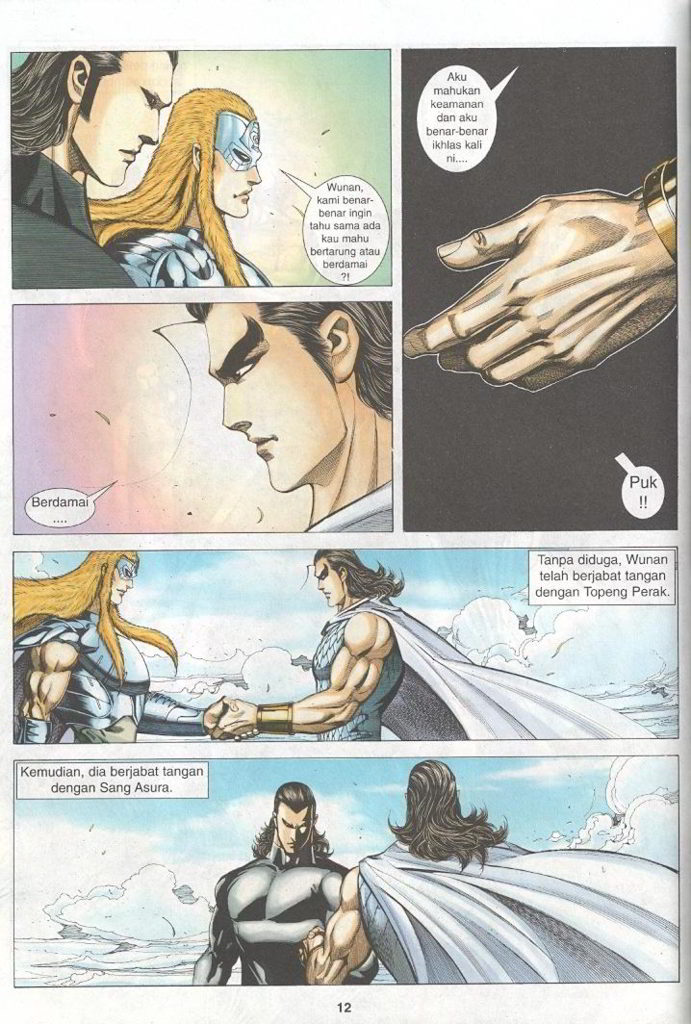 Wunan,
kami benar-
benar ingin
tahu sama ada
kau mahu
bertarung atau
berdamai
?!
Berdamai
....
Aku
mahukan
keamanan
dan aku
benar-benar
ikhlas kali
ni....
Puk
!!
Tanpa diduga, Wunan
telah berjabat tangan
dengan Topeng Perak.
Kemudian, dia berjabat tangan
dengan Sang Asura.
12